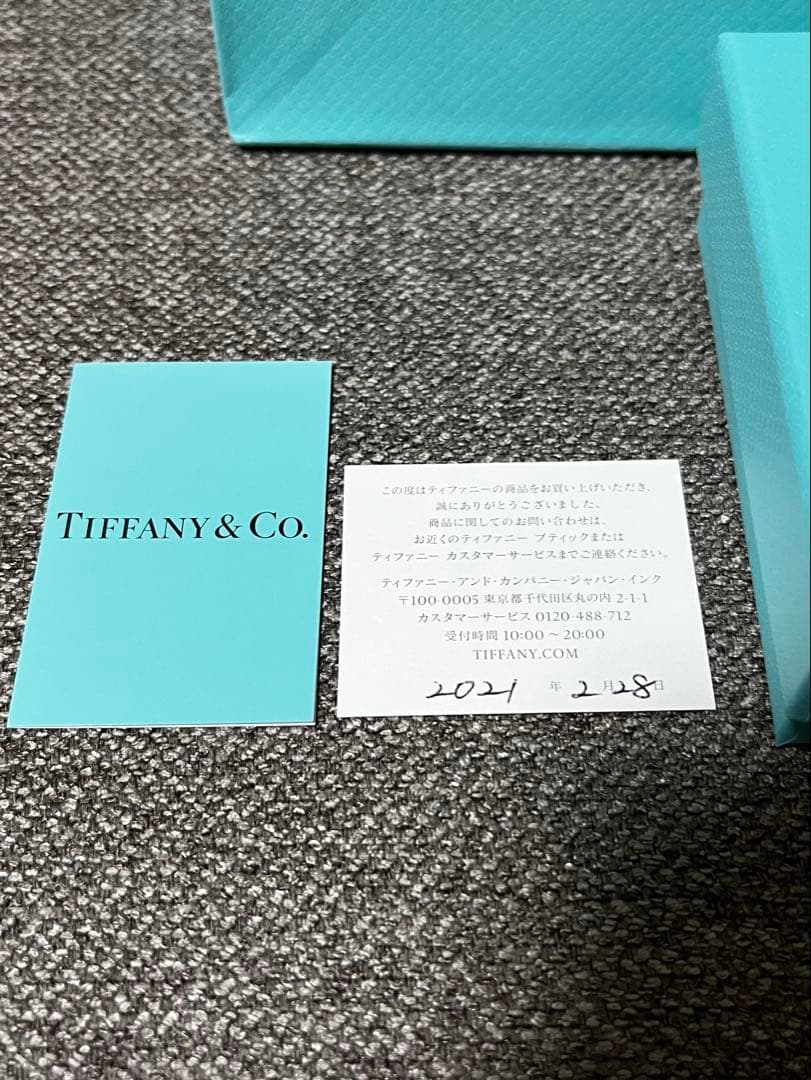 TIFFANY & CO.
この度はティファニーの商品をお買い上げいただき、
誠にありがとうございました。
商品に関してのお問い合わせは、
お近くのティファニー ブティックまたは
ティファニー カスタマーサービスまでご連絡ください。
ティファニー・アンド・カンパニー・ジャパン・インク
〒100-0005 東京都千代田区丸の内 2-1-1
カスタマーサービス 0120-488-712
受付時間 10:00 〜 20:00
TIFFANY.COM
2021 年 2 月 28 日